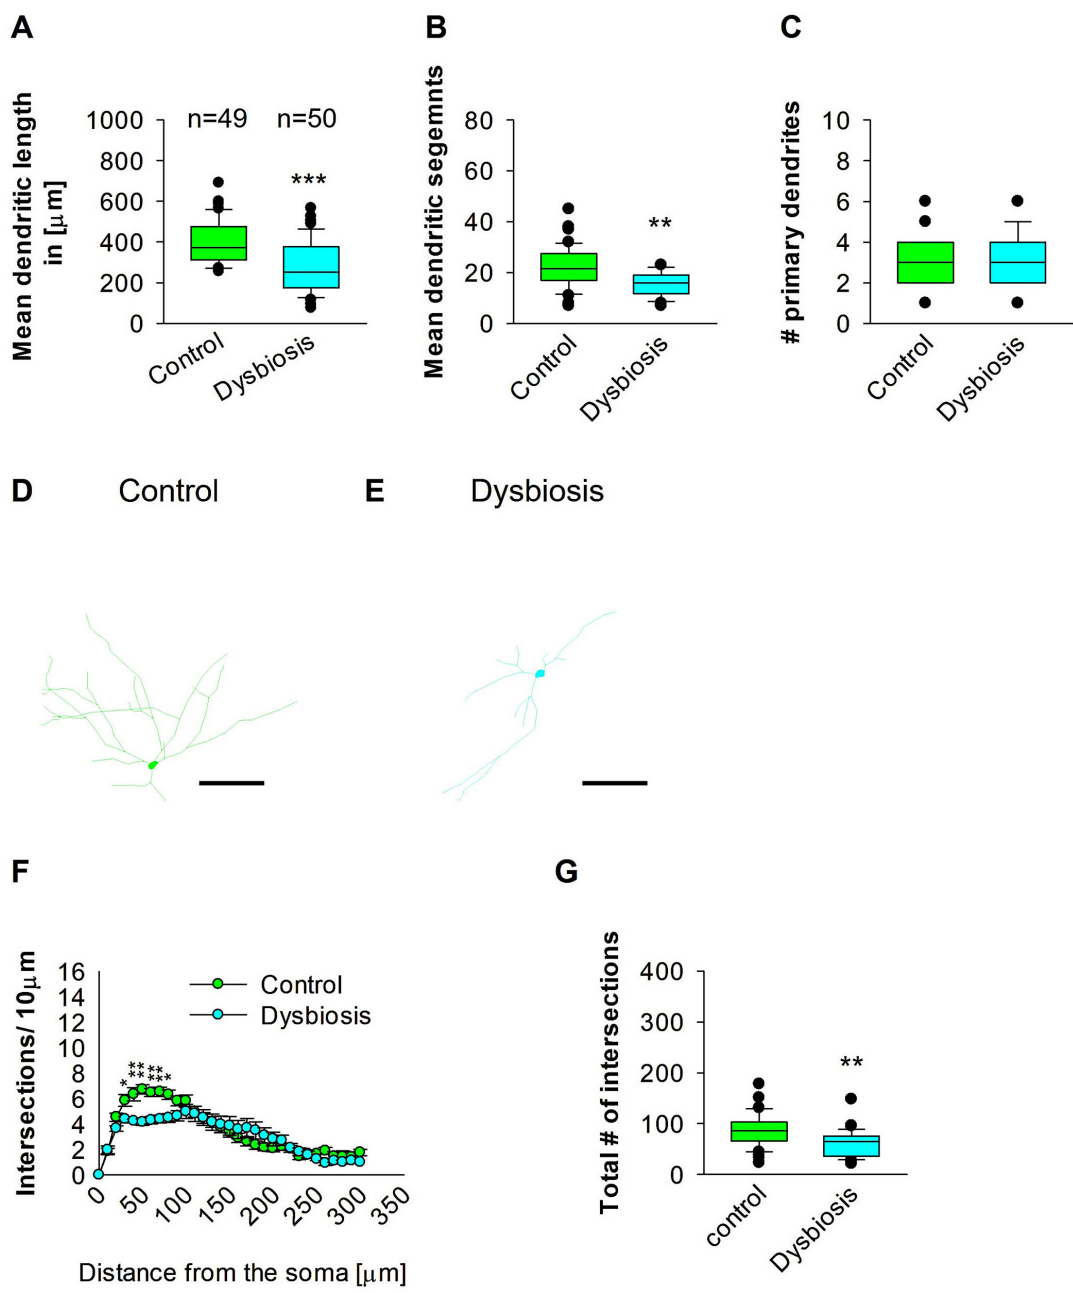 A
B
C
Mean dendritic length
in [µm]
1000
800
600
400
200
0
n=49
n=50
***
Control
Dysbiosis
Mean dendritic segemnts
80
60
40
20
0
**
Control
Dysbiosis
# primary dendrites
10
8
6
4
2
0
Control
Dysbiosis
D
Control
E
Dysbiosis
F
G
Intersections/ 10µm
16
14
12
10
8
6
4
2
0
Control
Dysbiosis
*
**
**
**
**
*
0
50
100
150
200
250
300
350
Distance from the soma [µm]
Total # of intersections
400
300
200
100
0
**
control
Dysbiosis